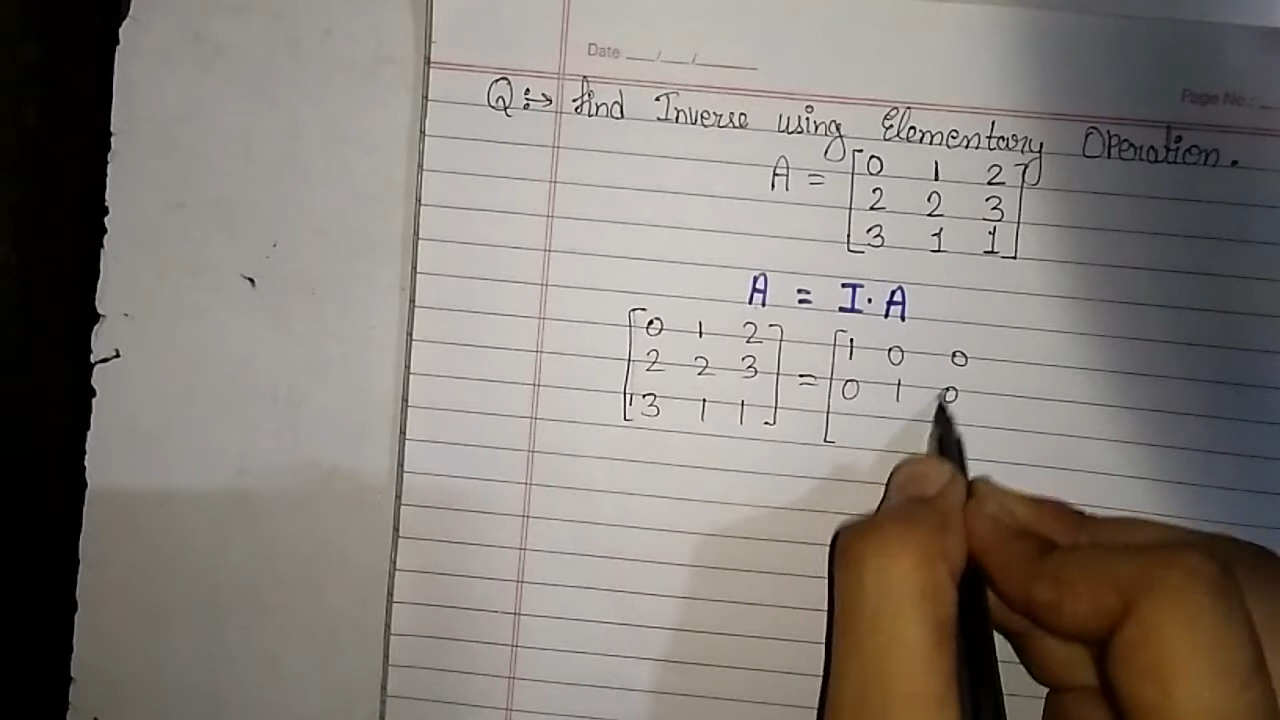 Date __/__/____
Page No.:
Q:→ find Inverse using Elementary Operation.
A = [0 1 2
2 2 3
3 1 1]
A = I·A
[0 1 2
2 2 3
3 1 1] = [1 0 0
0 1 0